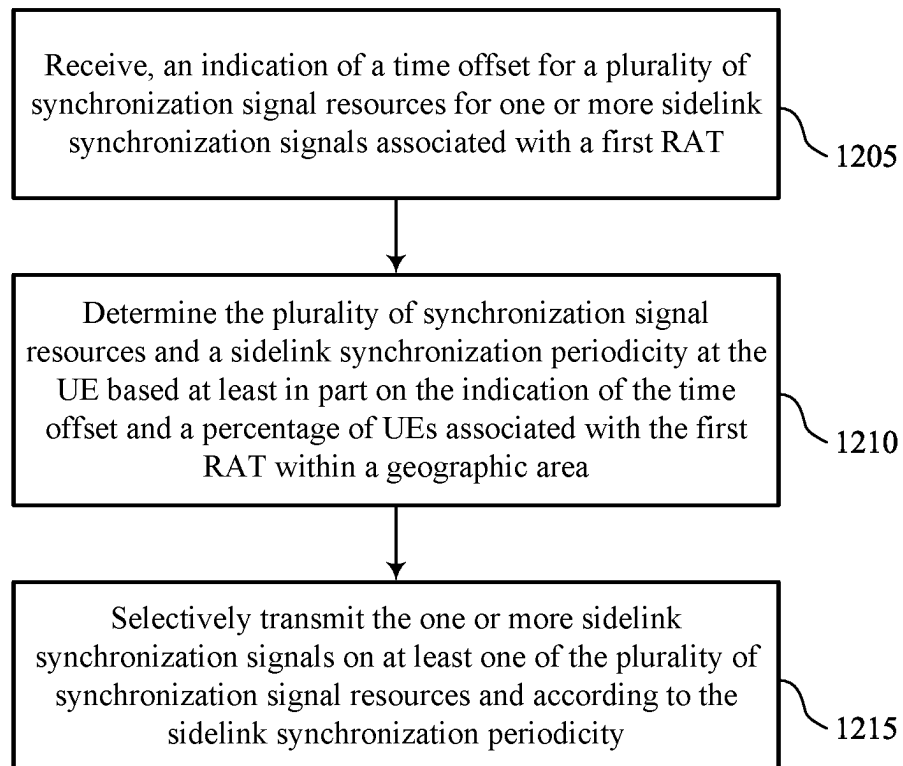 Receive, an indication of a time offset for a plurality of
synchronization signal resources for one or more sidelink
synchronization signals associated with a first RAT
1205
Determine the plurality of synchronization signal
resources and a sidelink synchronization periodicity at the
UE based at least in part on the indication of the time
offset and a percentage of UEs associated with the first
RAT within a geographic area
1210
Selectively transmit the one or more sidelink
synchronization signals on at least one of the plurality of
synchronization signal resources and according to the
sidelink synchronization periodicity
1215